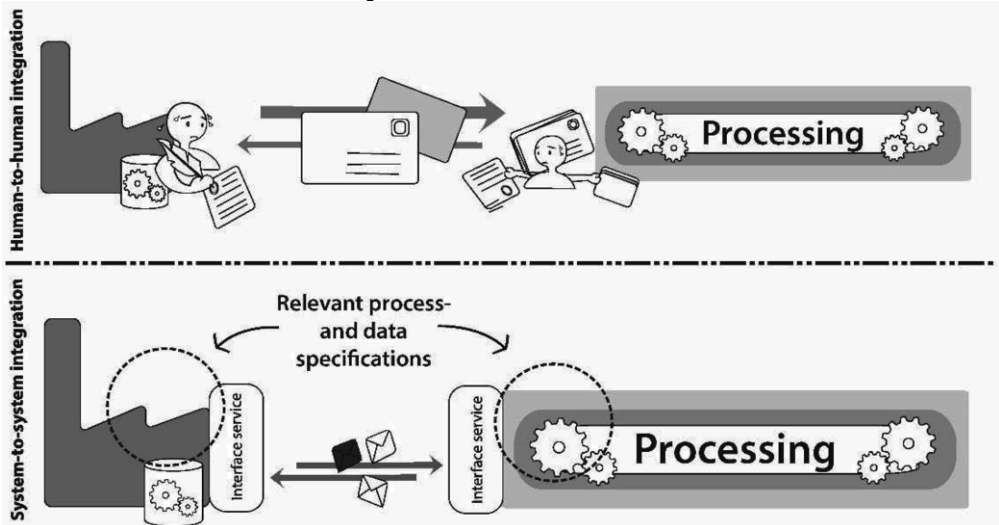 Human-to-human integration
Processing
System-to-system integration
Relevant process-
and data
specifications
Interface service
Interface service
Processing